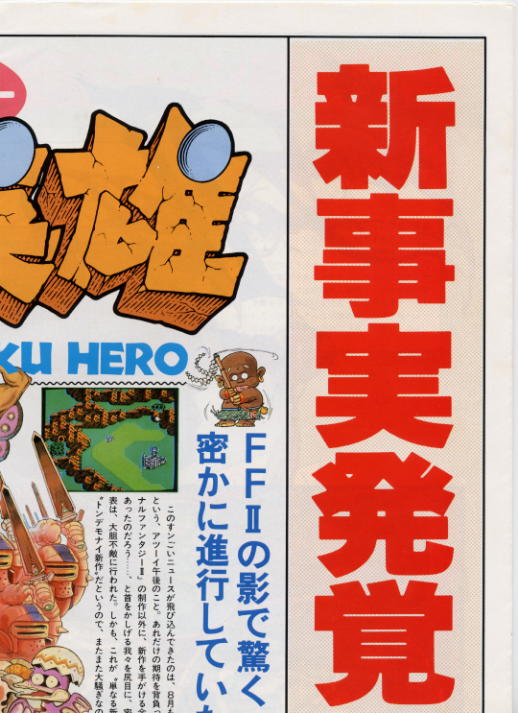 新事実発覚
雄
KU HERO
FFⅡの影で驚く
密かに進行していた
このすンごいニュースが飛び込んできたのは、8月も
という、アツーイ午後のこと。あれだけの期待を背負っ
ナルファンタジーⅡ」の制作以外に、新作を手がける余
あったのだろう……、と首をかしげる我々を尻目に、密
表は、大胆不敵に行われた。しかも、これが“単なる新
“トンデモナイ新作”だというので、またまた大騒ぎなの